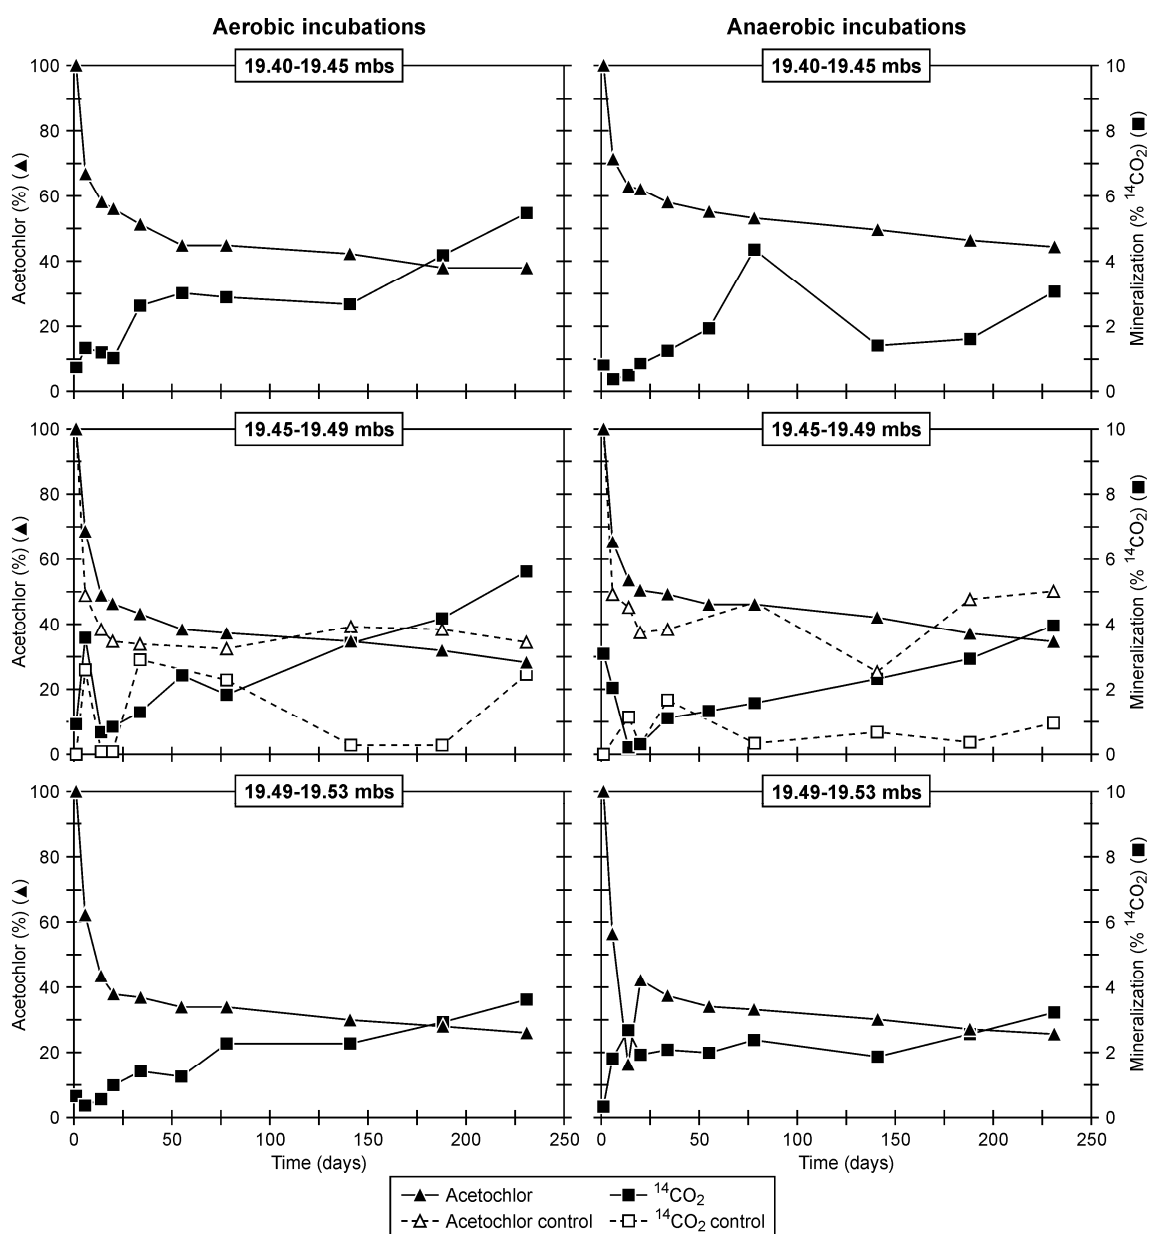 Aerobic incubations
Anaerobic incubations
19.40-19.45 mbs
19.40-19.45 mbs
100
80
60
40
20
0
Acetochlor (%) (▲)
10
8
6
4
2
0
Mineralization (% ¹⁴CO₂) (■)
19.45-19.49 mbs
19.45-19.49 mbs
100
80
60
40
20
0
Acetochlor (%) (▲)
10
8
6
4
2
0
Mineralization (% ¹⁴CO₂) (■)
19.49-19.53 mbs
19.49-19.53 mbs
100
80
60
40
20
0
Acetochlor (%) (▲)
10
8
6
4
2
0
Mineralization (% ¹⁴CO₂) (■)
0 50 100 150 200 250
0 50 100 150 200 250
Time (days)
Time (days)
Acetochlor
¹⁴CO₂
Acetochlor control
¹⁴CO₂ control